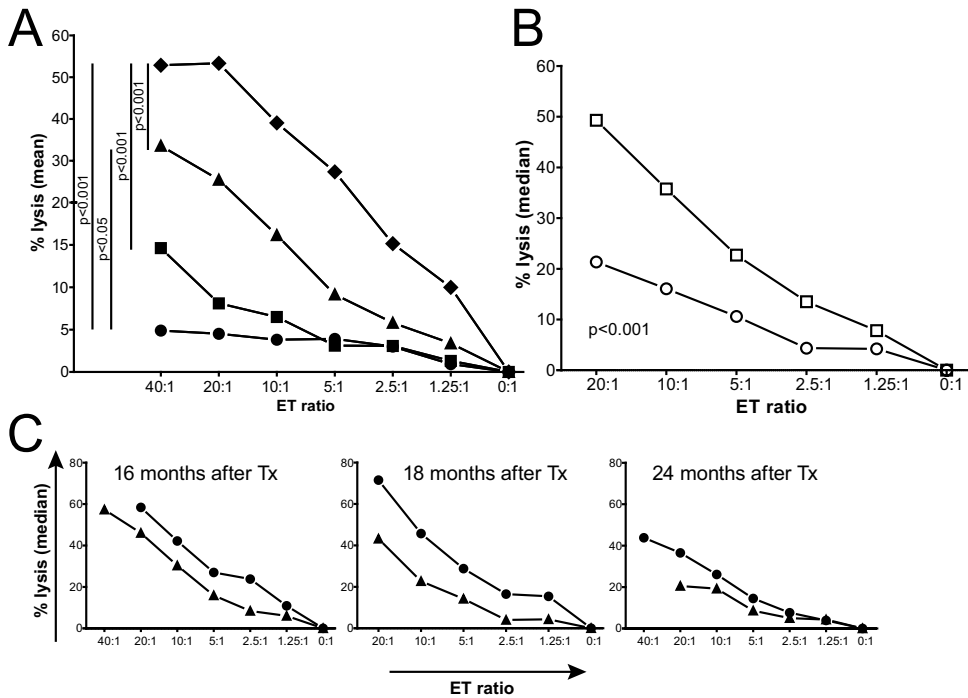 A
60
50
40
30
20
15
10
5
0
% lysis (mean)
p<0.001
p<0.05
p<0.001
p<0.001
40:1 20:1 10:1 5:1 2.5:1 1.25:1 0:1
ET ratio
B
60
50
40
30
20
10
0
% lysis (median)
p<0.001
20:1 10:1 5:1 2.5:1 1.25:1 0:1
ET ratio
C
% lysis (median)
16 months after Tx
80
60
40
20
0
40:1 20:1 10:1 5:1 2.5:1 1.25:1 0:1
18 months after Tx
80
60
40
20
0
20:1 10:1 5:1 2.5:1 1.25:1 0:1
24 months after Tx
80
60
40
20
0
40:1 20:1 10:1 5:1 2.5:1 1.25:1 0:1
ET ratio